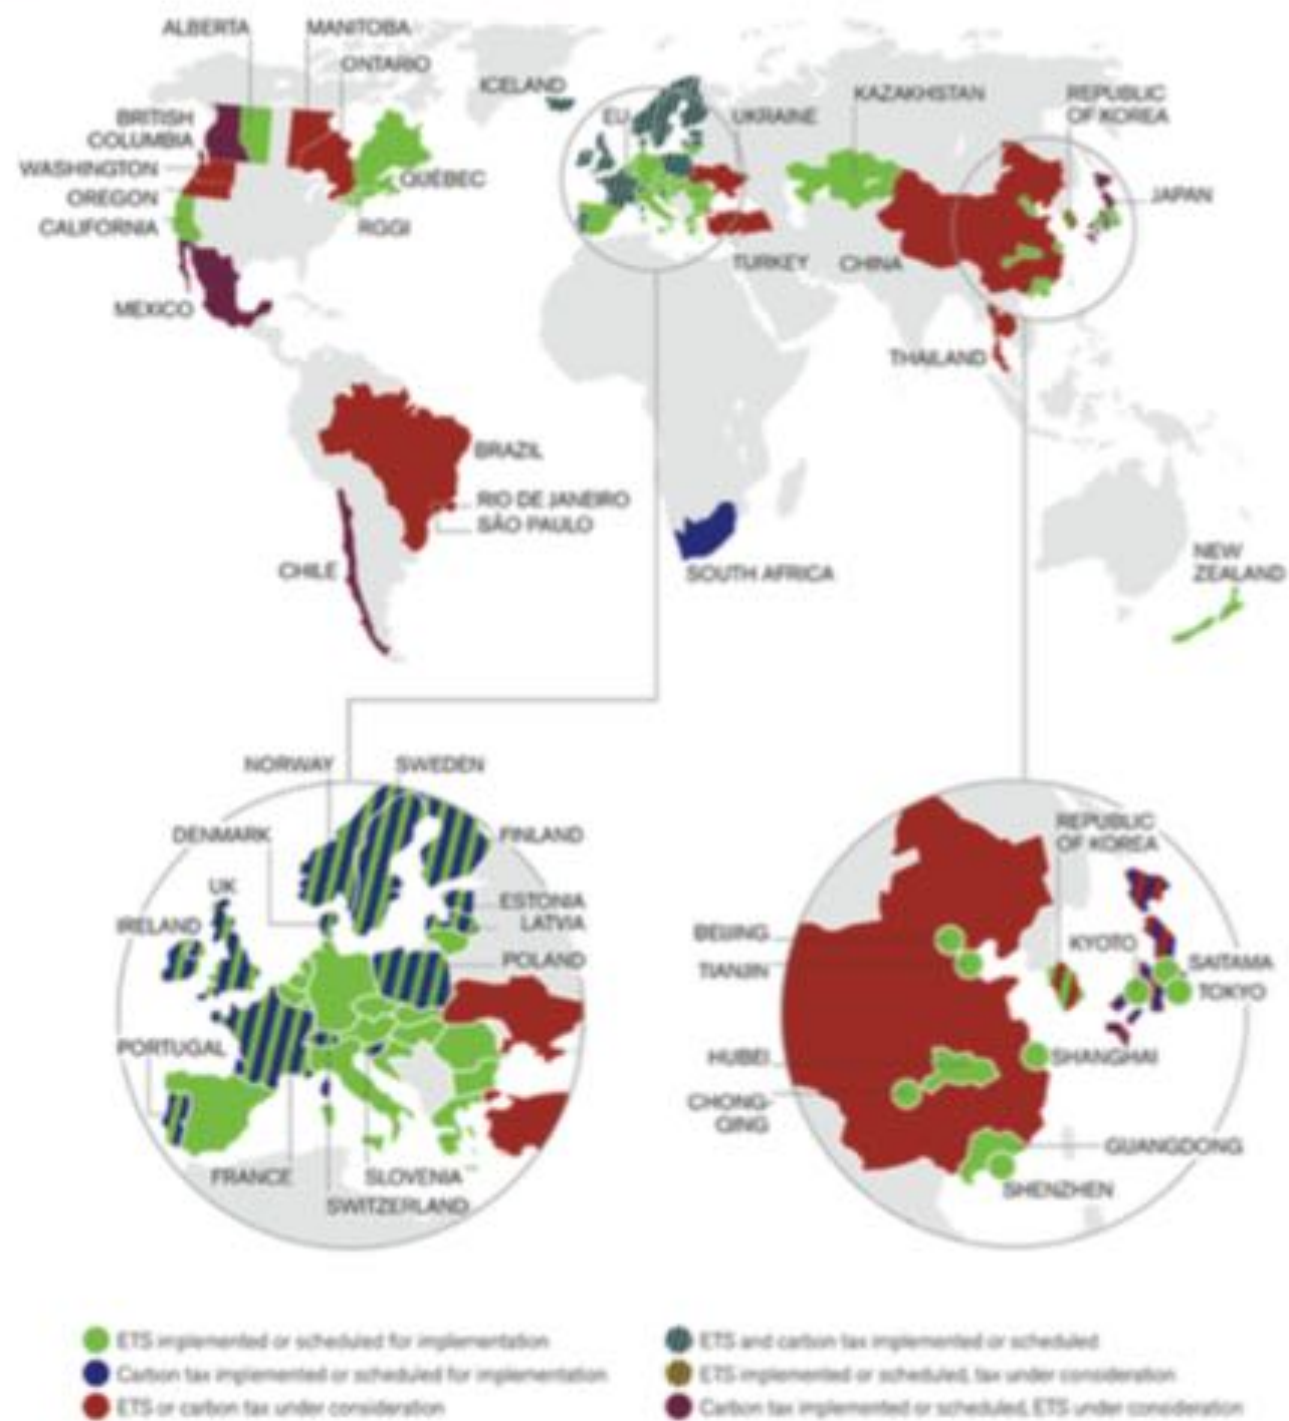 ALBERTA
MANITOBA
ONTARIO
ICELAND
BRITISH
COLUMBIA
WASHINGTON
OREGON
CALIFORNIA
QUÉBEC
RGGI
MEXICO
EU
UKRAINE
KAZAKHSTAN
REPUBLIC
OF KOREA
JAPAN
TURKEY
CHINA
THAILAND
BRAZIL
RIO DE JANEIRO
SÃO PAULO
CHILE
SOUTH AFRICA
NEW
ZEALAND
NORWAY
SWEDEN
DENMARK
FINLAND
UK
IRELAND
ESTONIA
LATVIA
POLAND
PORTUGAL
FRANCE
SLOVENIA
SWITZERLAND
REPUBLIC
OF KOREA
BEIJING
TIANJIN
KYOTO
SAITAMA
TOKYO
HUBEI
SHANGHAI
CHONG-
QING
GUANGDONG
SHENZHEN
ETS implemented or scheduled for implementation
Carbon tax implemented or scheduled for implementation
ETS or carbon tax under consideration
ETS and carbon tax implemented or scheduled
ETS implemented or scheduled, tax under consideration
Carbon tax implemented or scheduled, ETS under consideration